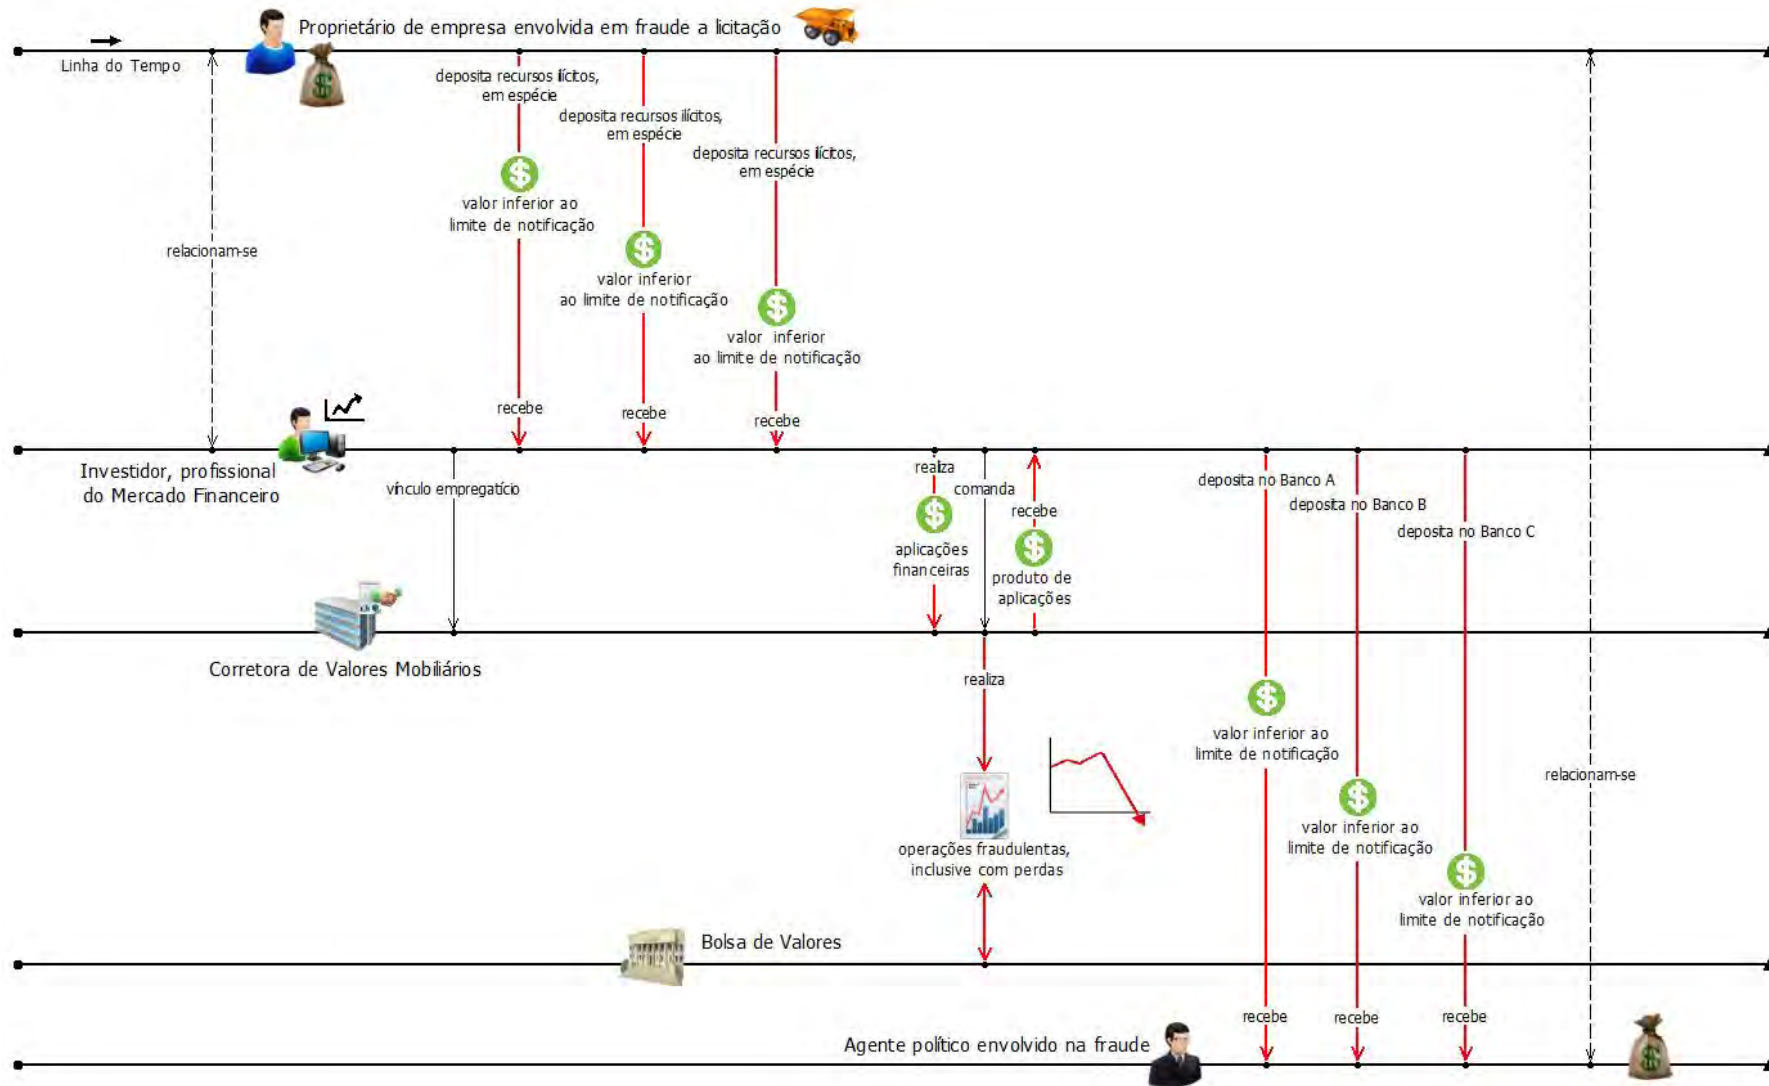 Proprietário de empresa envolvida em fraude a licitação
Linha do Tempo
deposita recursos ilícitos,
em espécie
deposita recursos ilícitos,
em espécie
deposita recursos ilícitos,
em espécie
valor inferior ao
limite de notificação
valor inferior
ao limite de notificação
valor inferior
ao limite de notificação
relacionam-se
recebe
recebe
recebe
Investidor, profissional
do Mercado Financeiro
vínculo empregatício
realiza
aplicações
financeiras
comanda
recebe
produto de
aplicações
deposita no Banco A
deposita no Banco B
deposita no Banco C
Corretora de Valores Mobiliários
realiza
operações fraudulentas,
inclusive com perdas
valor inferior ao
limite de notificação
valor inferior ao
limite de notificação
valor inferior ao
limite de notificação
relacionam-se
Bolsa de Valores
recebe
recebe
recebe
Agente político envolvido na fraude